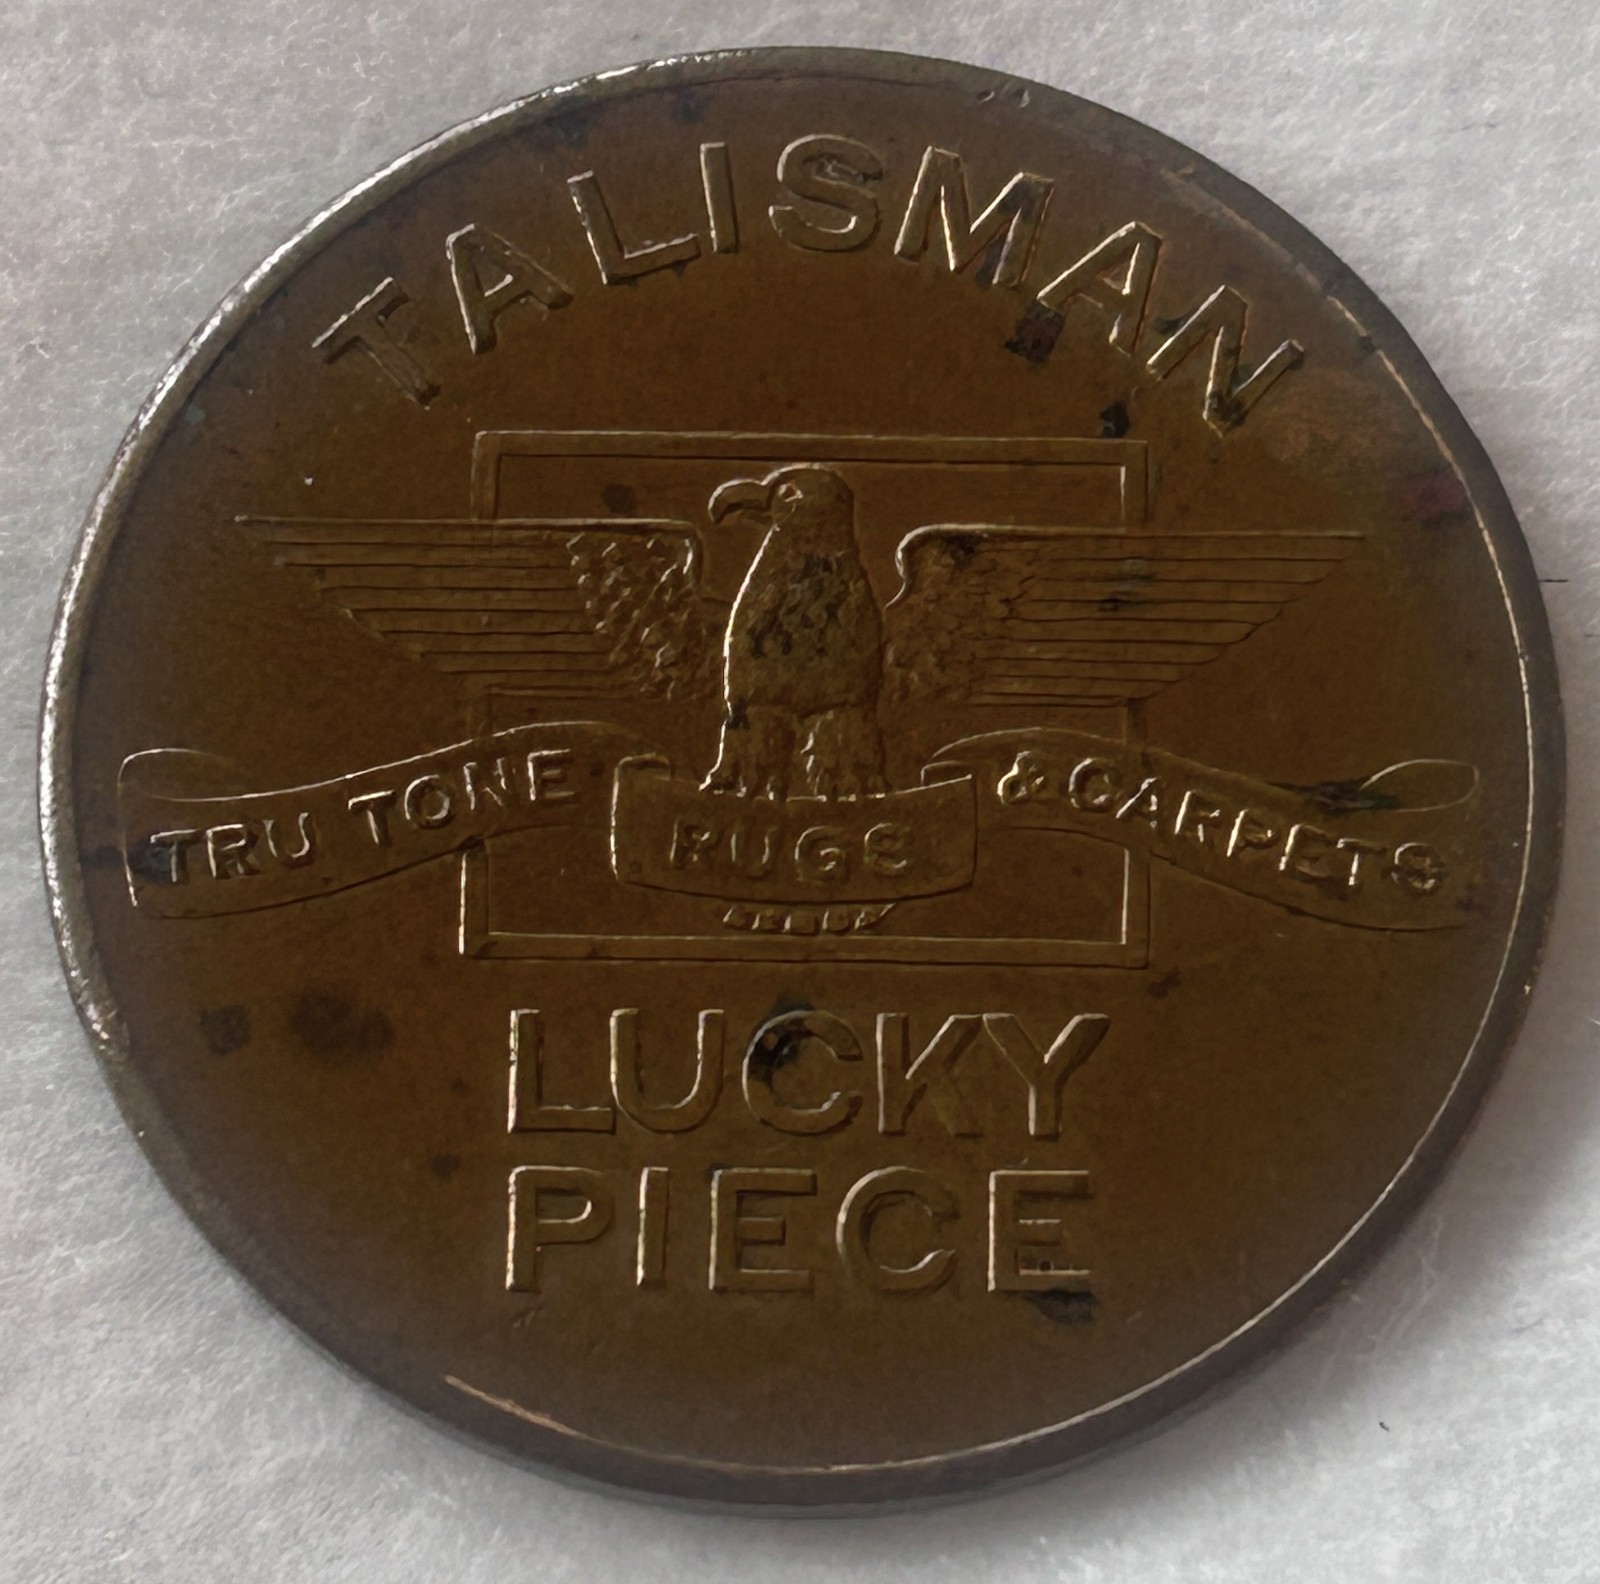 TALISMAN
TRU TONE RUGS & CARPETS
LUCKY
PIECE